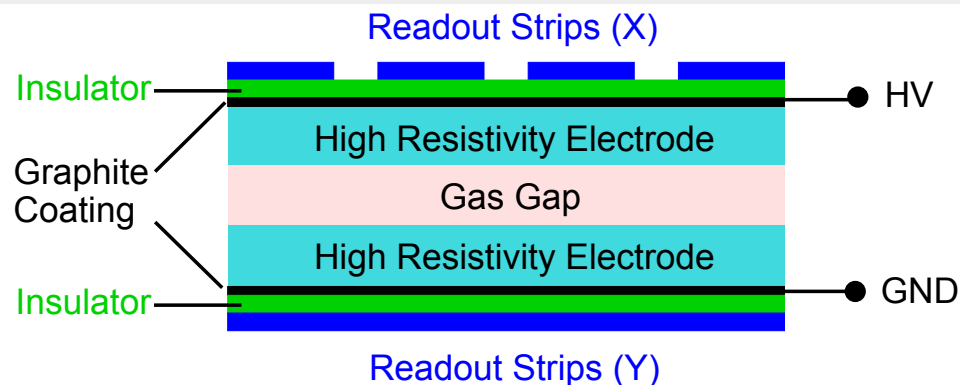 Readout Strips (X)
Insulator
HV
High Resistivity Electrode
Graphite
Coating
Gas Gap
High Resistivity Electrode
Insulator
GND
Readout Strips (Y)